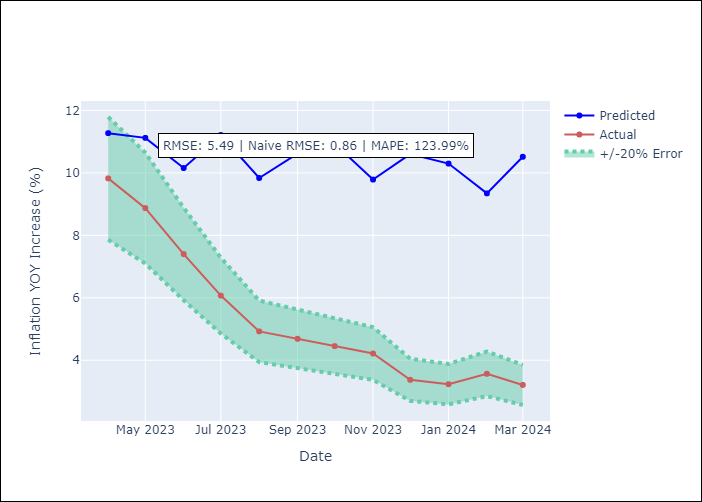 12
10
8
6
4
Inflation YOY Increase (%)
RMSE: 5.49 | Naive RMSE: 0.86 | MAPE: 123.99%
Predicted
Actual
+/-20% Error
May 2023
Jul 2023
Sep 2023
Nov 2023
Jan 2024
Mar 2024
Date